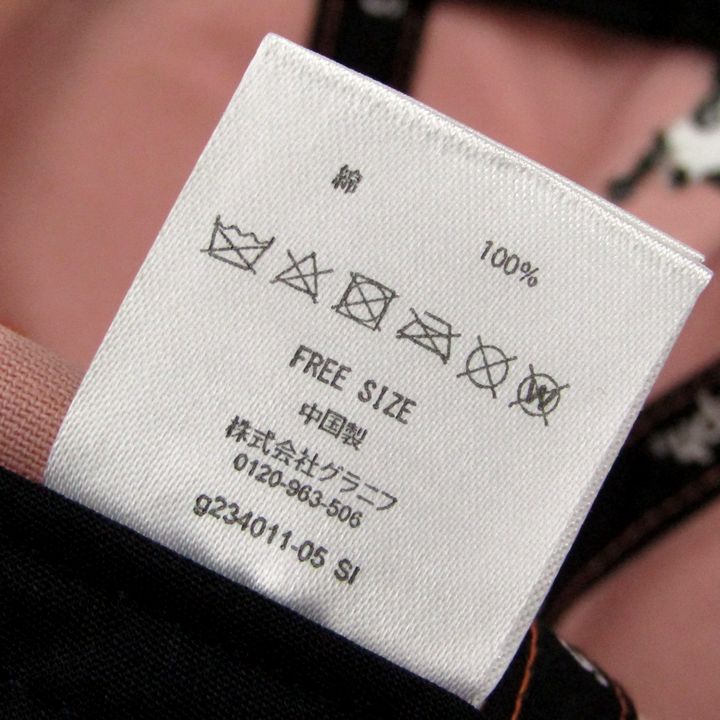 綿 100%
W
FREE SIZE
中国製
株式会社グラニフ
0120-963-506
g234011-05 SI